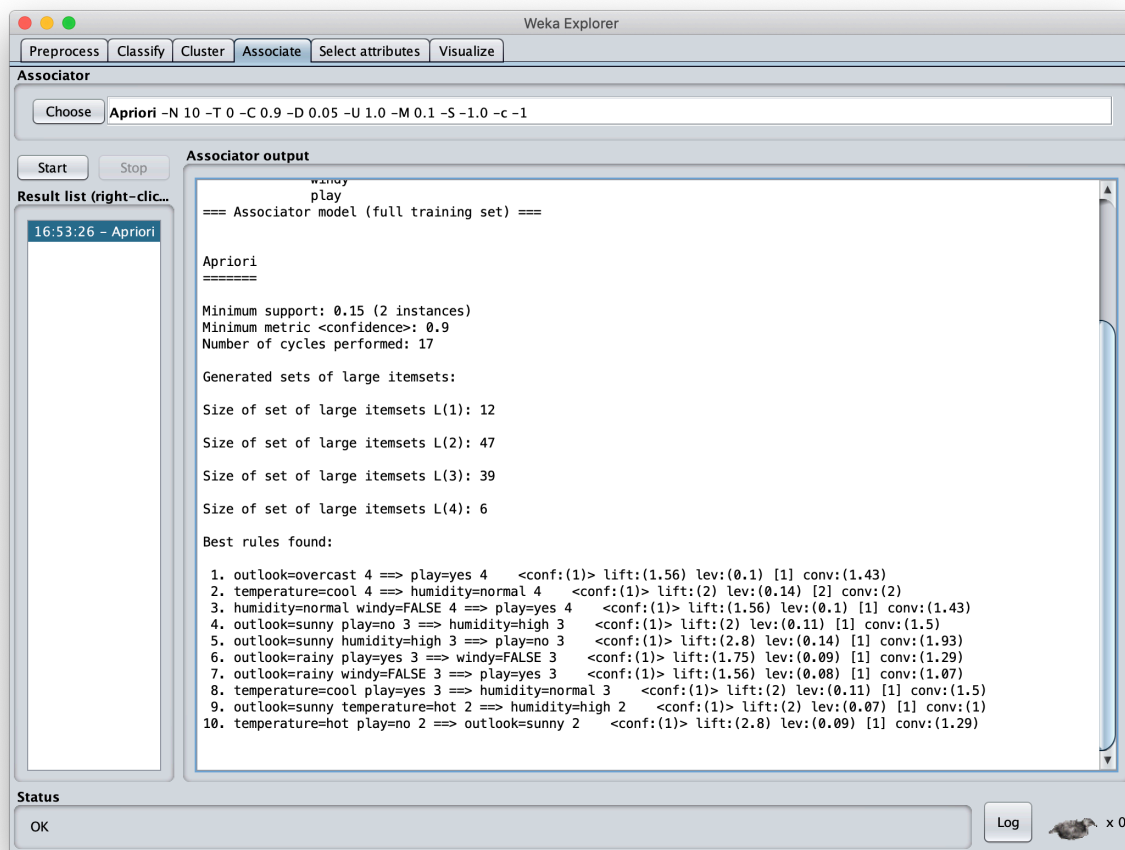 Weka Explorer
Preprocess Classify Cluster Associate Select attributes Visualize
Associator
Choose Apriori -N 10 -T 0 -C 0.9 -D 0.05 -U 1.0 -M 0.1 -S -1.0 -c -1
Start Stop
Result list (right-clic...
16:53:26 - Apriori
Associator output
windy
play
=== Associator model (full training set) ===
Apriori
=======
Minimum support: 0.15 (2 instances)
Minimum metric <confidence>: 0.9
Number of cycles performed: 17
Generated sets of large itemsets:
Size of set of large itemsets L(1): 12
Size of set of large itemsets L(2): 47
Size of set of large itemsets L(3): 39
Size of set of large itemsets L(4): 6
Best rules found:
1. outlook=overcast 4 ==> play=yes 4 <conf:(1)> lift:(1.56) lev:(0.1) [1] conv:(1.43)
2. temperature=cool 4 ==> humidity=normal 4 <conf:(1)> lift:(2) lev:(0.14) [2] conv:(2)
3. humidity=normal windy=FALSE 4 ==> play=yes 4 <conf:(1)> lift:(1.56) lev:(0.1) [1] conv:(1.43)
4. outlook=sunny play=no 3 ==> humidity=high 3 <conf:(1)> lift:(2) lev:(0.11) [1] conv:(1.5)
5. outlook=sunny humidity=high 3 ==> play=no 3 <conf:(1)> lift:(2.8) lev:(0.14) [1] conv:(1.93)
6. outlook=rainy play=yes 3 ==> windy=FALSE 3 <conf:(1)> lift:(1.75) lev:(0.09) [1] conv:(1.29)
7. outlook=rainy windy=FALSE 3 ==> play=yes 3 <conf:(1)> lift:(1.56) lev:(0.08) [1] conv:(1.07)
8. temperature=cool play=yes 3 ==> humidity=normal 3 <conf:(1)> lift:(2) lev:(0.11) [1] conv:(1.5)
9. outlook=sunny temperature=hot 2 ==> humidity=high 2 <conf:(1)> lift:(2) lev:(0.07) [1] conv:(1)
10. temperature=hot play=no 2 ==> outlook=sunny 2 <conf:(1)> lift:(2.8) lev:(0.09) [1] conv:(1.29)
Status
OK
Log
x 0